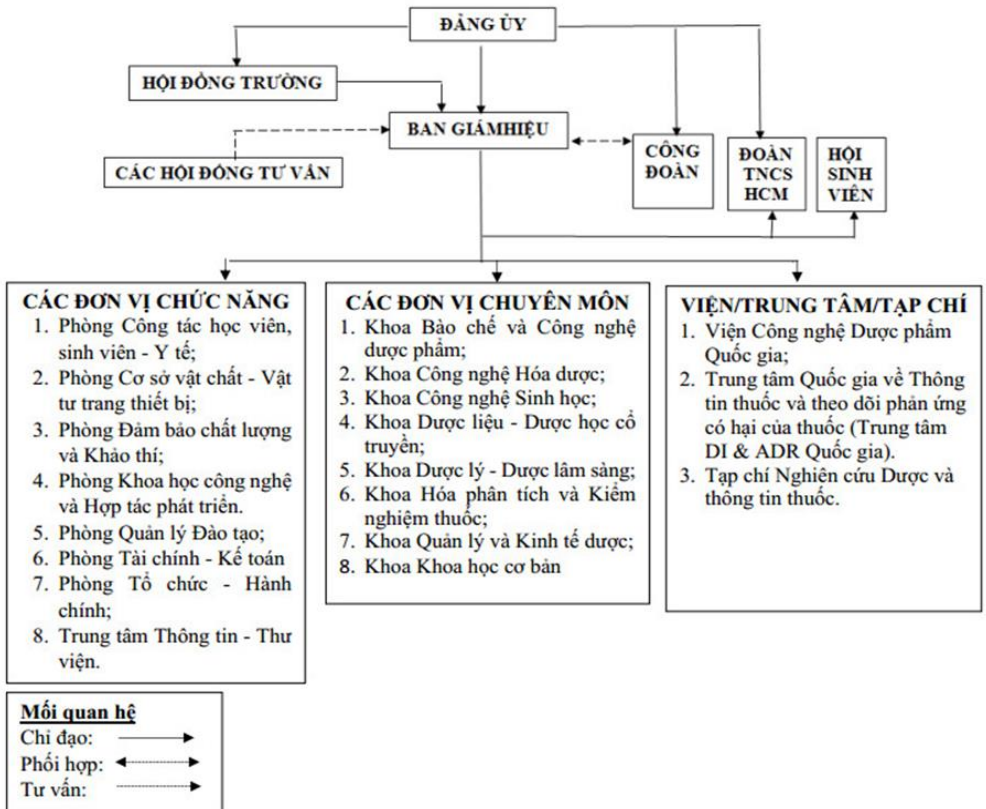 ĐẢNG ỦY
HỘI ĐỒNG TRƯỜNG
BAN GIÁMHIỆU
CÁC HỘI ĐỒNG TƯ VẤN
CÔNG
ĐOÀN
ĐOÀN
TNCS
HCM
HỘI
SINH
VIÊN
CÁC ĐƠN VỊ CHỨC NĂNG
1. Phòng Công tác học viên,
sinh viên - Y tế;
2. Phòng Cơ sở vật chất - Vật
tư trang thiết bị;
3. Phòng Đảm bảo chất lượng
và Khảo thí;
4. Phòng Khoa học công nghệ
và Hợp tác phát triển.
5. Phòng Quản lý Đào tạo;
6. Phòng Tài chính - Kế toán
7. Phòng Tổ chức - Hành
chính;
8. Trung tâm Thông tin - Thư
viện.
CÁC ĐƠN VỊ CHUYÊN MÔN
1. Khoa Bào chế và Công nghệ
dược phẩm;
2. Khoa Công nghệ Hóa dược;
3. Khoa Công nghệ Sinh học;
4. Khoa Dược liệu - Dược học cổ
truyền;
5. Khoa Dược lý - Dược lâm sàng;
6. Khoa Hóa phân tích và Kiểm
nghiệm thuốc;
7. Khoa Quản lý và Kinh tế dược;
8. Khoa Khoa học cơ bản
VIỆN/TRUNG TÂM/TẠP CHÍ
1. Viện Công nghệ Dược phẩm
Quốc gia;
2. Trung tâm Quốc gia về Thông
tin thuốc và theo dõi phản ứng
có hại của thuốc (Trung tâm
DI & ADR Quốc gia).
3. Tạp chí Nghiên cứu Dược và
thông tin thuốc.
Mối quan hệ
Chỉ đạo:
Phối hợp:
Tư vấn: